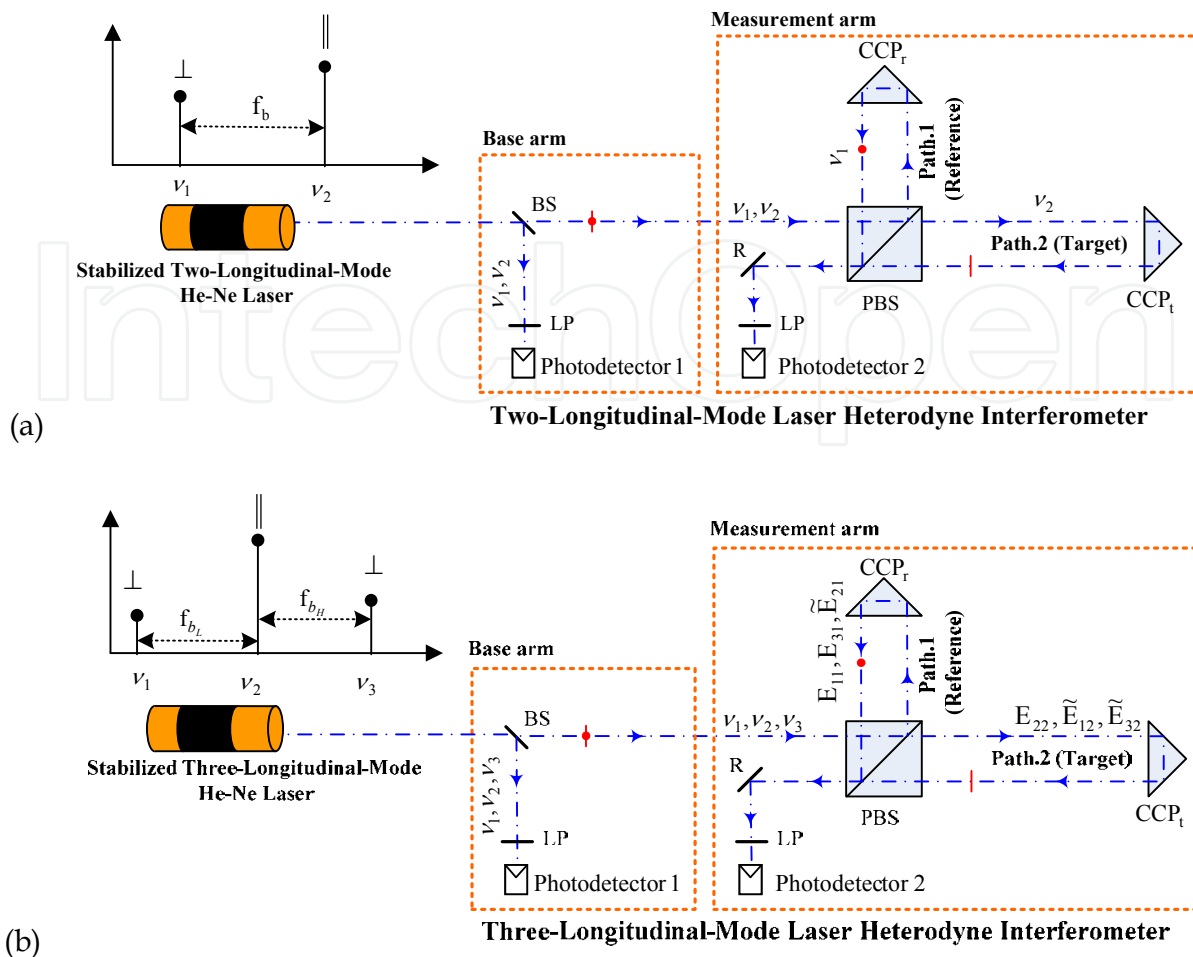 Measurement arm
||
CCPr
⊥
fb
Base arm
ν1
Path.1
(Reference)
ν1
ν2
BS
ν1,ν2
ν2
Stabilized Two-Longitudinal-Mode
He-Ne Laser
ν1,ν2
R
Path.2 (Target)
PBS
CCPt
LP
LP
Photodetector 1
Photodetector 2
IntechOpen
(a)
Two-Longitudinal-Mode Laser Heterodyne Interferometer
||
Measurement arm
CCPr
⊥
⊥
fbL
fbH
E11, E31, Ẽ21
Path.1
(Reference)
Base arm
ν1
ν2
ν3
BS
ν1,ν2,ν3
E22, Ẽ12, Ẽ32
Stabilized Three-Longitudinal-Mode
He-Ne Laser
ν1,ν2,ν3
R
Path.2 (Target)
PBS
CCPt
LP
LP
Photodetector 1
Photodetector 2
(b)
Three-Longitudinal-Mode Laser Heterodyne Interferometer